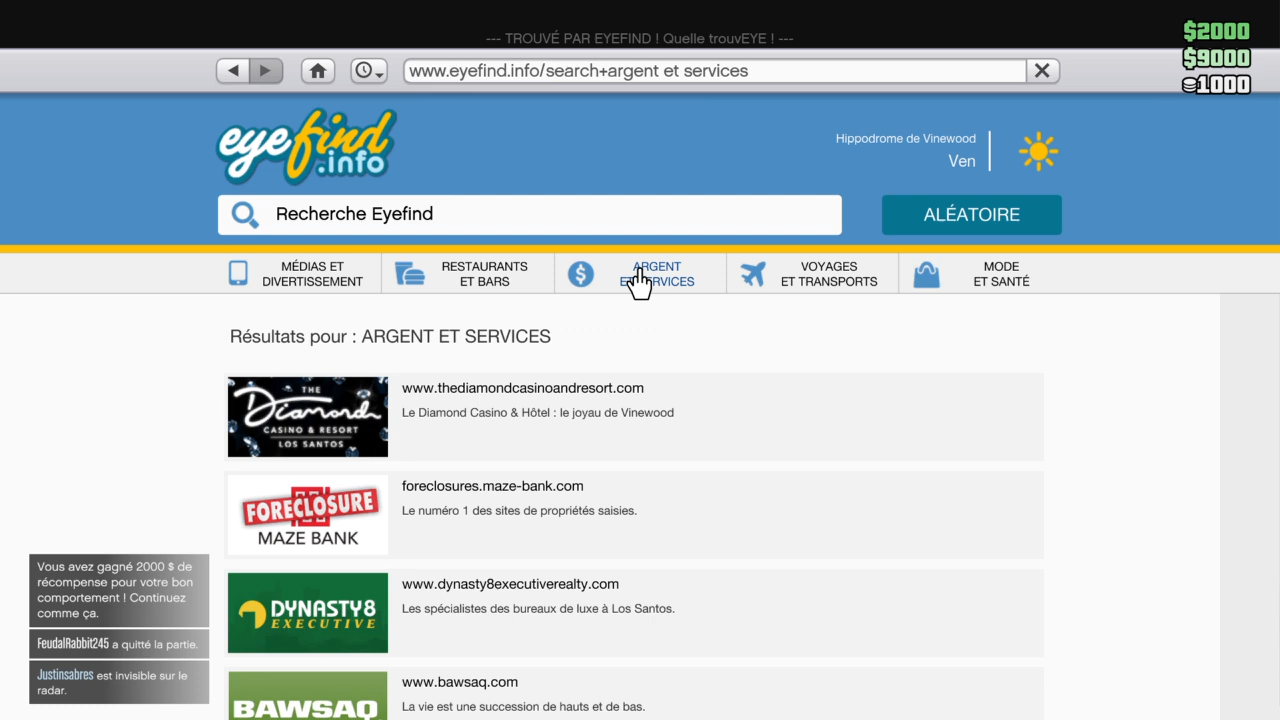 --- TROUVÉ PAR EYEFIND ! Quelle trouvEYE ! ---
$2000
$9000
1000
www.eyefind.info/search+argent et services
eyefind
.info
Hippodrome de Vinewood
Ven
Recherche Eyefind
ALÉATOIRE
MÉDIAS ET
DIVERTISSEMENT
RESTAURANTS
ET BARS
ARGENT
ET SERVICES
VOYAGES
ET TRANSPORTS
MODE
ET SANTÉ
Résultats pour : ARGENT ET SERVICES
THE
Diamond
CASINO & RESORT
LOS SANTOS
www.thediamondcasinoandresort.com
Le Diamond Casino & Hôtel : le joyau de Vinewood
FORECLOSURE
MAZE BANK
foreclosures.maze-bank.com
Le numéro 1 des sites de propriétés saisies.
DYNASTY8
EXECUTIVE
www.dynasty8executiverealty.com
Les spécialistes des bureaux de luxe à Los Santos.
BAWSAQ
www.bawsaq.com
La vie est une succession de hauts et de bas.
Vous avez gagné 2000 $ de
récompense pour votre bon
comportement ! Continuez
comme ça.
FeudalRabbit245 a quitté la partie.
Justinsabres est invisible sur le
radar.